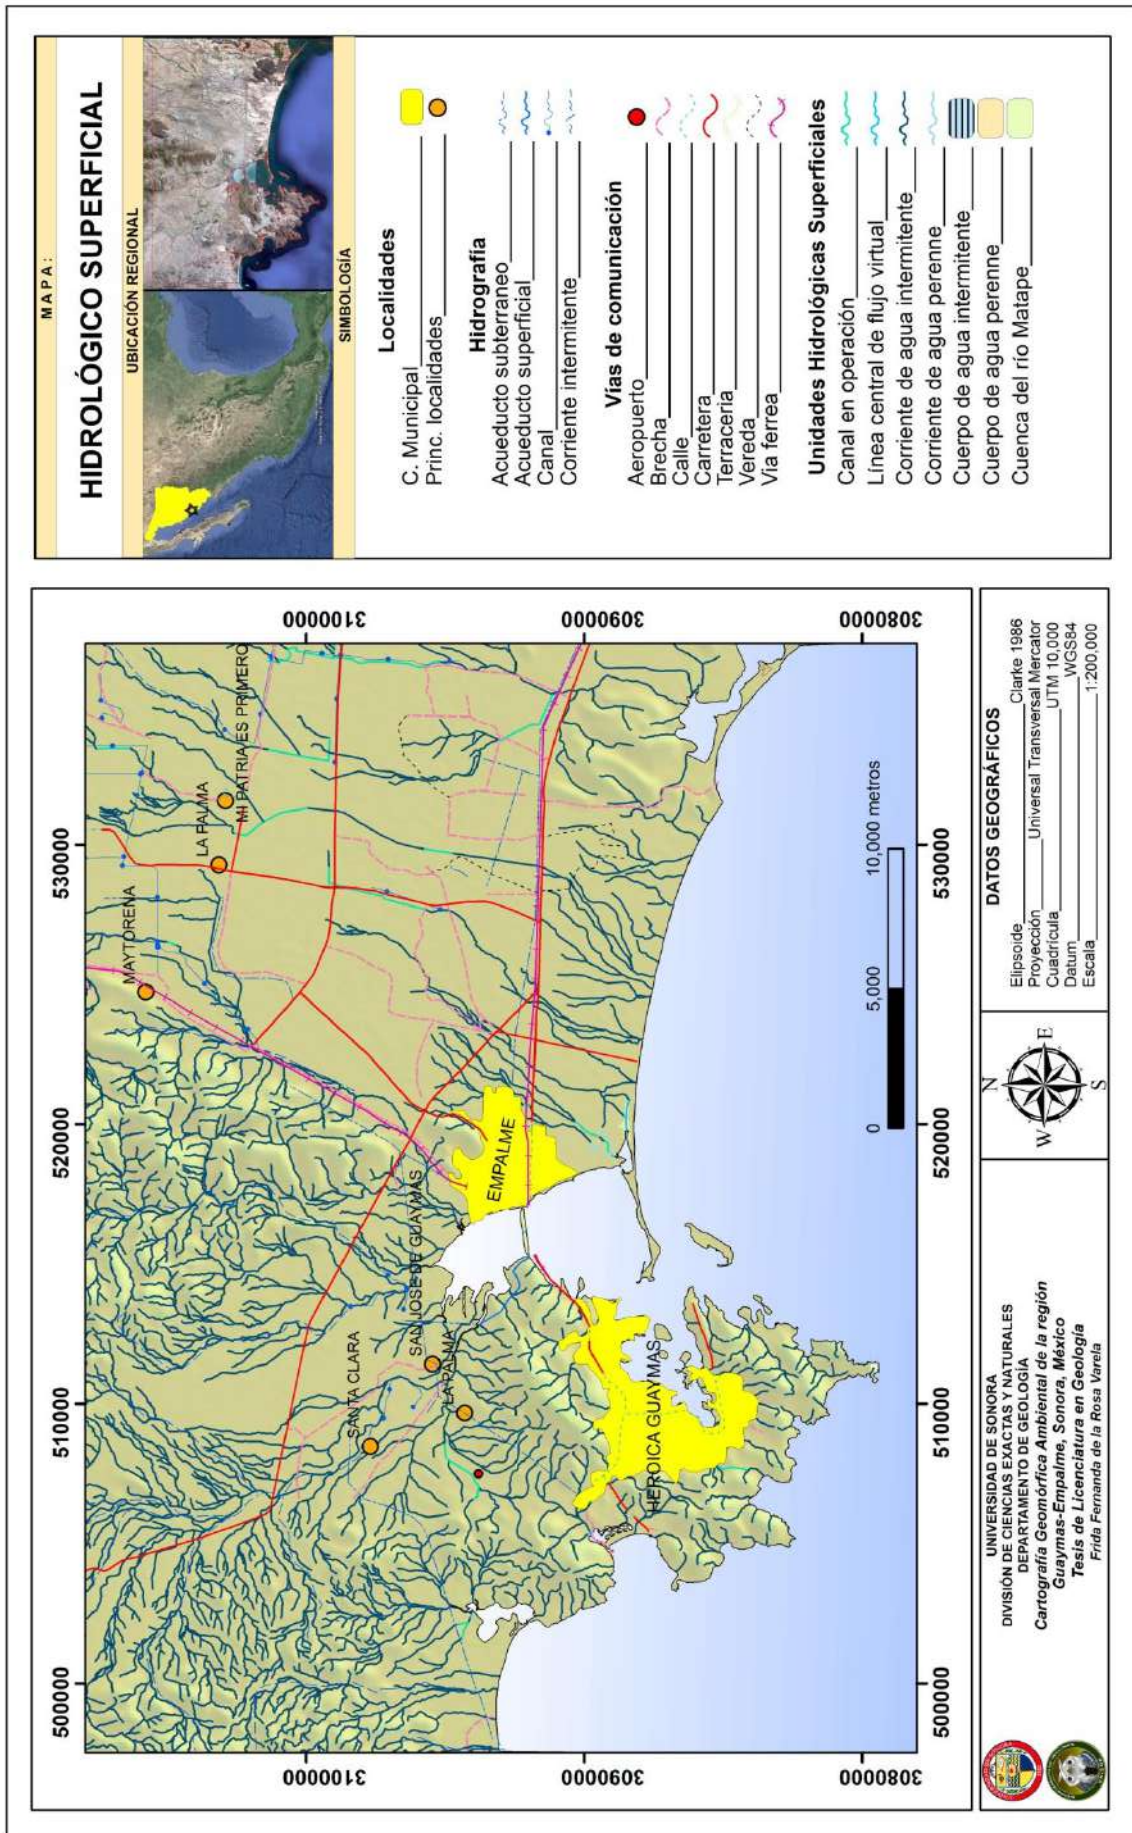 MAPA:
HIDROLÓGICO SUPERFICIAL
UBICACIÓN REGIONAL
SIMBOLOGÍA
Localidades
C. Municipal
Princ. localidades
Hidrografía
Acueducto subterraneo
Acueducto superficial
Canal
Corriente intermitente
Vías de comunicación
Aeropuerto
Brecha
Calle
Carretera
Terraceria
Vereda
Via ferrea
Unidades Hidrológicas Superficiales
Canal en operación
Línea central de flujo virtual
Corriente de agua intermitente
Corriente de agua perenne
Cuerpo de agua intermitente
Cuerpo de agua perenne
Cuenca del río Matape
500000 510000 520000 530000
3100000
3090000
3080000
3100000
3090000
3080000
MAYTORENA
LA PALMA
MI PATRIA ES PRIMERO
SANTA CLARA
SAN JOSE DE GUAYMAS
LA PALMA
EMPALME
HEROICA GUAYMAS
0 5,000 10,000 metros
UNIVERSIDAD DE SONORA
DIVISIÓN DE CIENCIAS EXACTAS Y NATURALES
DEPARTAMENTO DE GEOLOGÍA
Cartografía Geomórfica Ambiental de la región
Guaymas-Empalme, Sonora, México
Tesis de Licenciatura en Geología
Frida Fernanda de la Rosa Varela
N
W E
S
DATOS GEOGRÁFICOS
Elipsoide Clarke 1986
Proyección Universal Transversal Mercator
Cuadrícula UTM 10,000
Datum WGS84
Escala 1:200,000